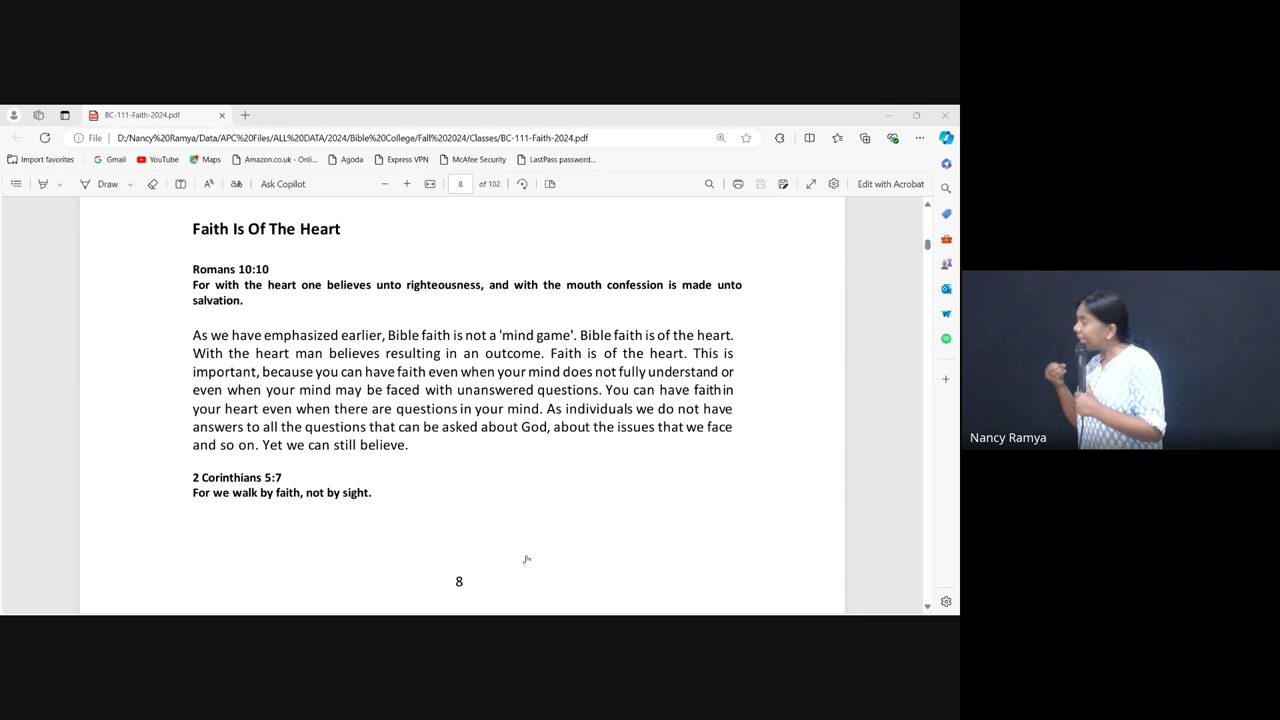 BC-111-Faith-2024.pdf
File
D:/Nancy%20Ramya/Data/APC%20Files/ALL%20DATA/2024/Bible%20College/Fall%202024/Classes/BC-111-Faith-2024.pdf
Import favorites Gmail YouTube Maps Amazon.co.uk - Onli... Agoda Express VPN McAfee Security LastPass password...
Draw Ask Copilot 8 of 102 Edit with Acrobat
Faith Is Of The Heart
Romans 10:10
For with the heart one believes unto righteousness, and with the mouth confession is made unto
salvation.
As we have emphasized earlier, Bible faith is not a 'mind game'. Bible faith is of the heart.
With the heart man believes resulting in an outcome. Faith is of the heart. This is
important, because you can have faith even when your mind does not fully understand or
even when your mind may be faced with unanswered questions. You can have faith in
your heart even when there are questions in your mind. As individuals we do not have
answers to all the questions that can be asked about God, about the issues that we face
and so on. Yet we can still believe.
2 Corinthians 5:7
For we walk by faith, not by sight.
8
Nancy Ramya